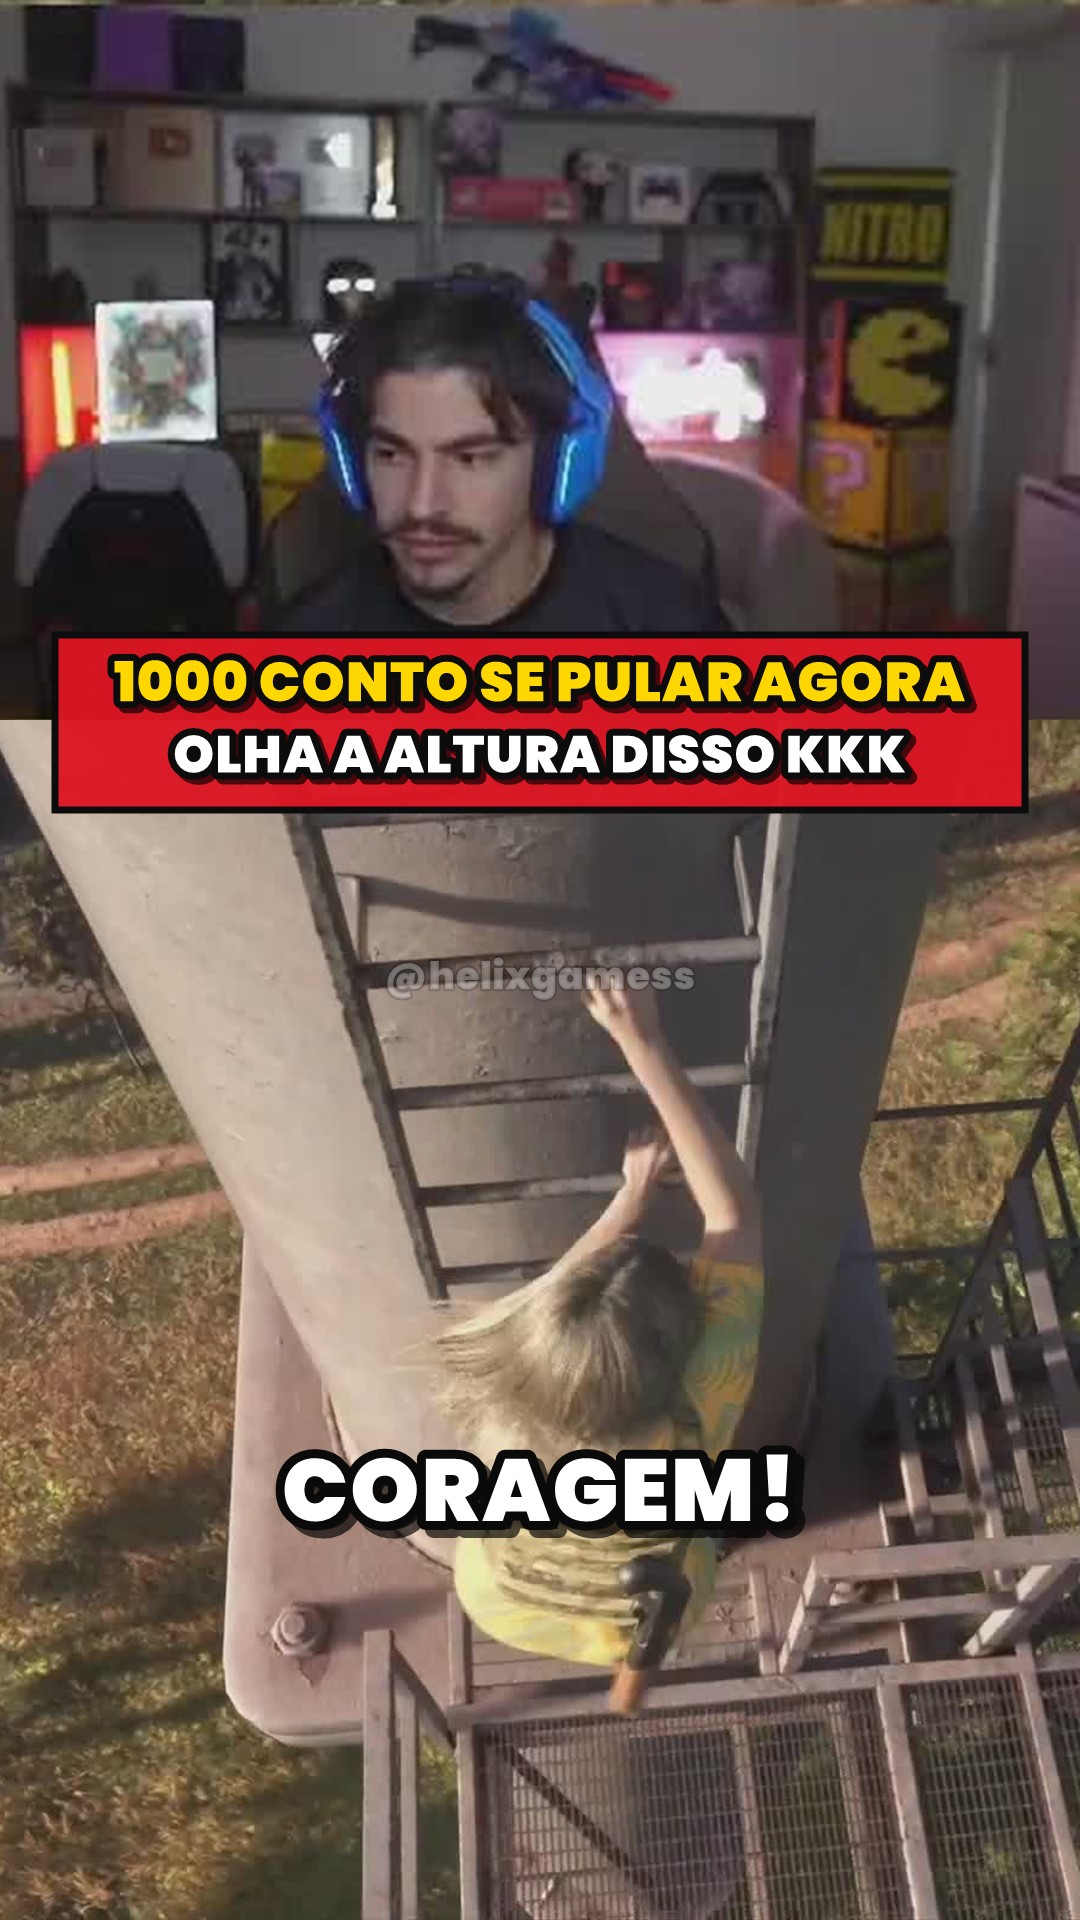 NITRO
?
1000 CONTO SE PULAR AGORA
OLHA A ALTURA DISSO KKK
@helixgamess
CORAGEM!